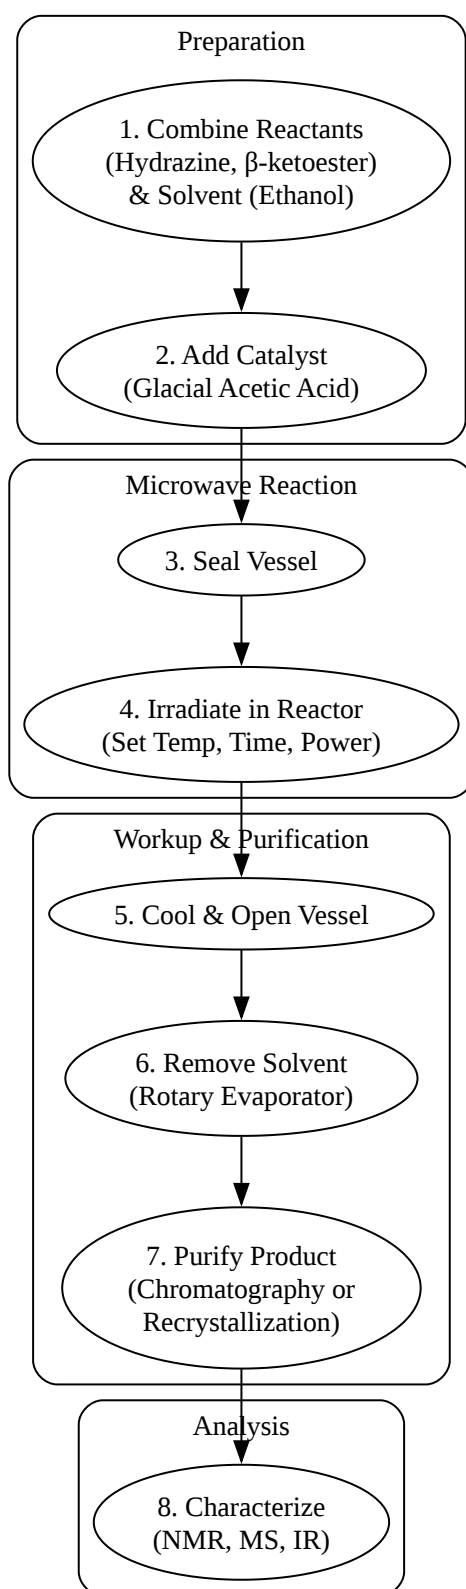 Preparation
1. Combine Reactants
(Hydrazine, β-ketoester)
& Solvent (Ethanol)
2. Add Catalyst
(Glacial Acetic Acid)
Microwave Reaction
3. Seal Vessel
4. Irradiate in Reactor
(Set Temp, Time, Power)
Workup & Purification
5. Cool & Open Vessel
6. Remove Solvent
(Rotary Evaporator)
7. Purify Product
(Chromatography or
Recrystallization)
Analysis
8. Characterize
(NMR, MS, IR)